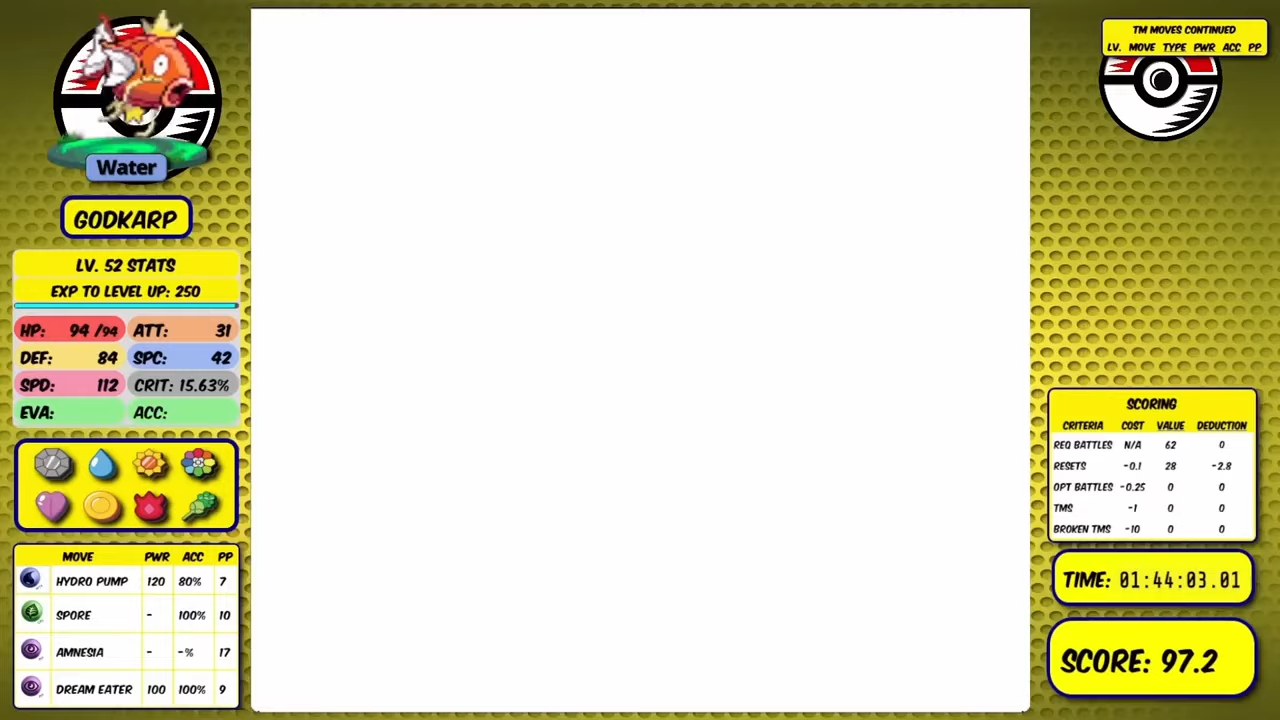 Water
GODKARP
LV. 52 STATS
EXP TO LEVEL UP: 250
HP: 94 /94 ATT: 31
DEF: 84 SPC: 42
SPD: 112 CRIT: 15.63%
EVA: ACC:
MOVE PWR ACC PP
HYDRO PUMP 120 80% 7
SPORE - 100% 10
AMNESIA - -% 17
DREAM EATER 100 100% 9
TM MOVES CONTINUED
LV. MOVE TYPE PWR ACC PP
SCORING
CRITERIA COST VALUE DEDUCTION
REQ BATTLES N/A 62 0
RESETS -0.1 28 -2.8
OPT BATTLES -0.25 0 0
TMS -1 0 0
BROKEN TMS -10 0 0
TIME: 01:44:03.01
SCORE: 97.2